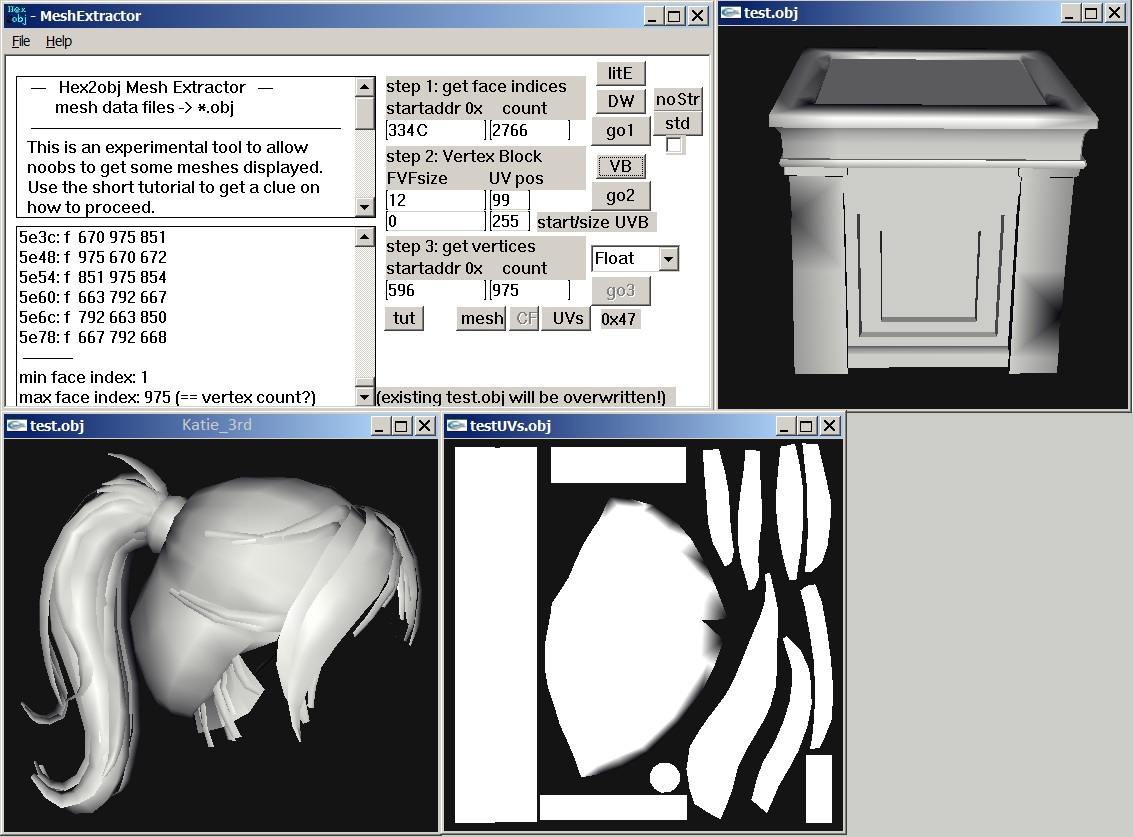 Hex obj - MeshExtractor
File Help
— Hex2obj Mesh Extractor —
mesh data files -> *.obj
This is an experimental tool to allow
noobs to get some meshes displayed.
Use the short tutorial to get a clue on
how to proceed.
5e3c: f 670 975 851
5e48: f 975 670 672
5e54: f 851 975 854
5e60: f 663 792 667
5e6c: f 792 663 850
5e78: f 667 792 668
min face index: 1
max face index: 975 (== vertex count?)
step 1: get face indices
startaddr 0x count
334C 2766
litE
DW
go1
noStr
std
step 2: Vertex Block
FVFsize UV pos
12 99
0 255 start/size UVB
VB
go2
step 3: get vertices
startaddr 0x count
596 975
Float
go3
tut mesh CF UVs 0x47
(existing test.obj will be overwritten!)
test.obj
test.obj Katie_3rd
testUVs.obj